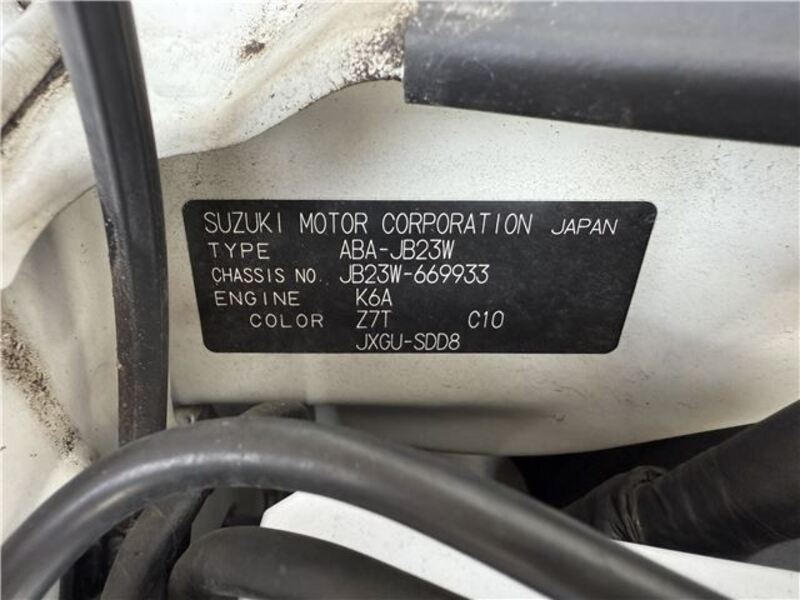 SUZUKI MOTOR CORPORATION JAPAN
TYPE ABA-JB23W
CHASSIS NO. JB23W-669933
ENGINE K6A
COLOR Z7T C10
JXGU-SDD8